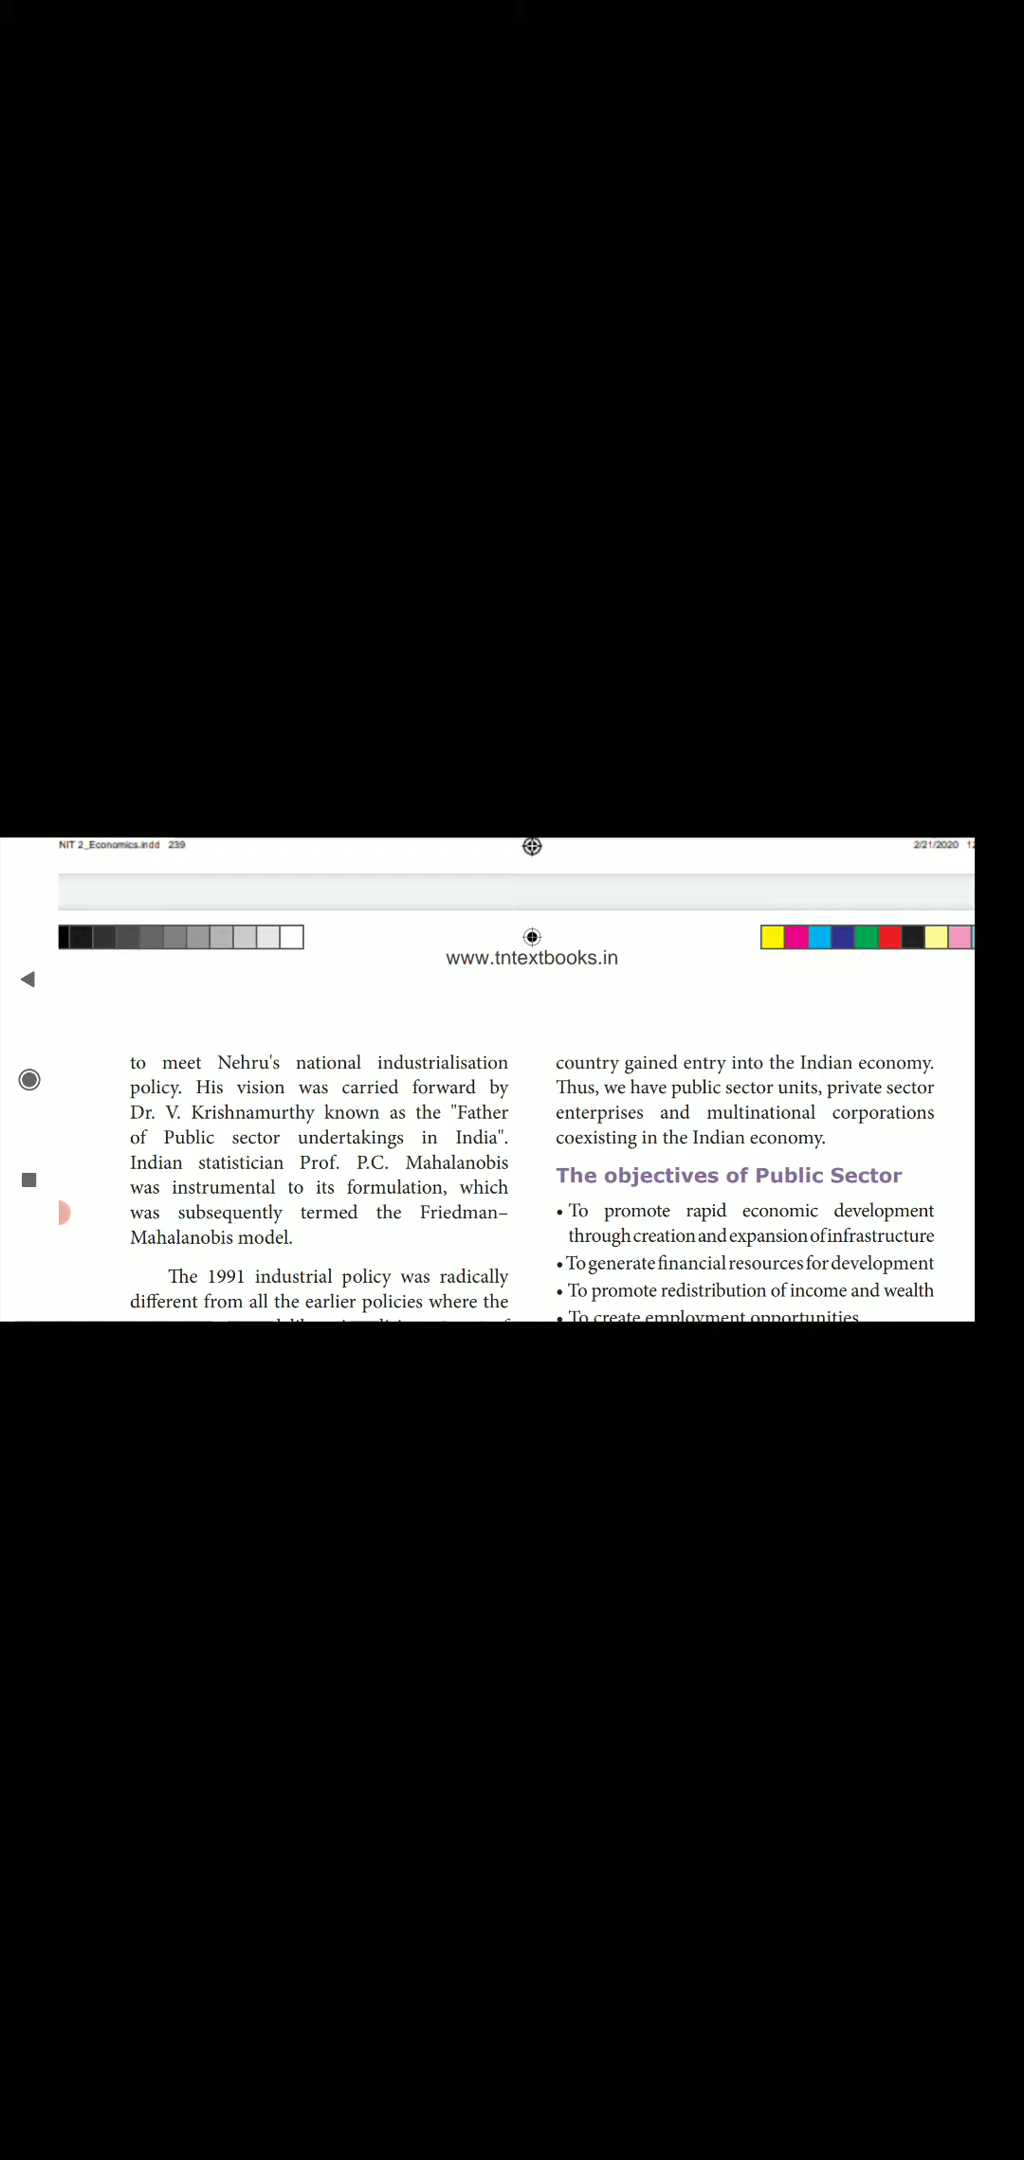 NIT 2_Economics.indd 239
2/21/2020
www.tntextbooks.in
to meet Nehru's national industrialisation
policy. His vision was carried forward by
Dr. V. Krishnamurthy known as the "Father
of Public sector undertakings in India".
Indian statistician Prof. P.C. Mahalanobis
was instrumental to its formulation, which
was subsequently termed the Friedman–
Mahalanobis model.
The 1991 industrial policy was radically
different from all the earlier policies where the
country gained entry into the Indian economy.
Thus, we have public sector units, private sector
enterprises and multinational corporations
coexisting in the Indian economy.
The objectives of Public Sector
• To promote rapid economic development
through creation and expansion of infrastructure
• To generate financial resources for development
• To promote redistribution of income and wealth
• To create employment opportunities